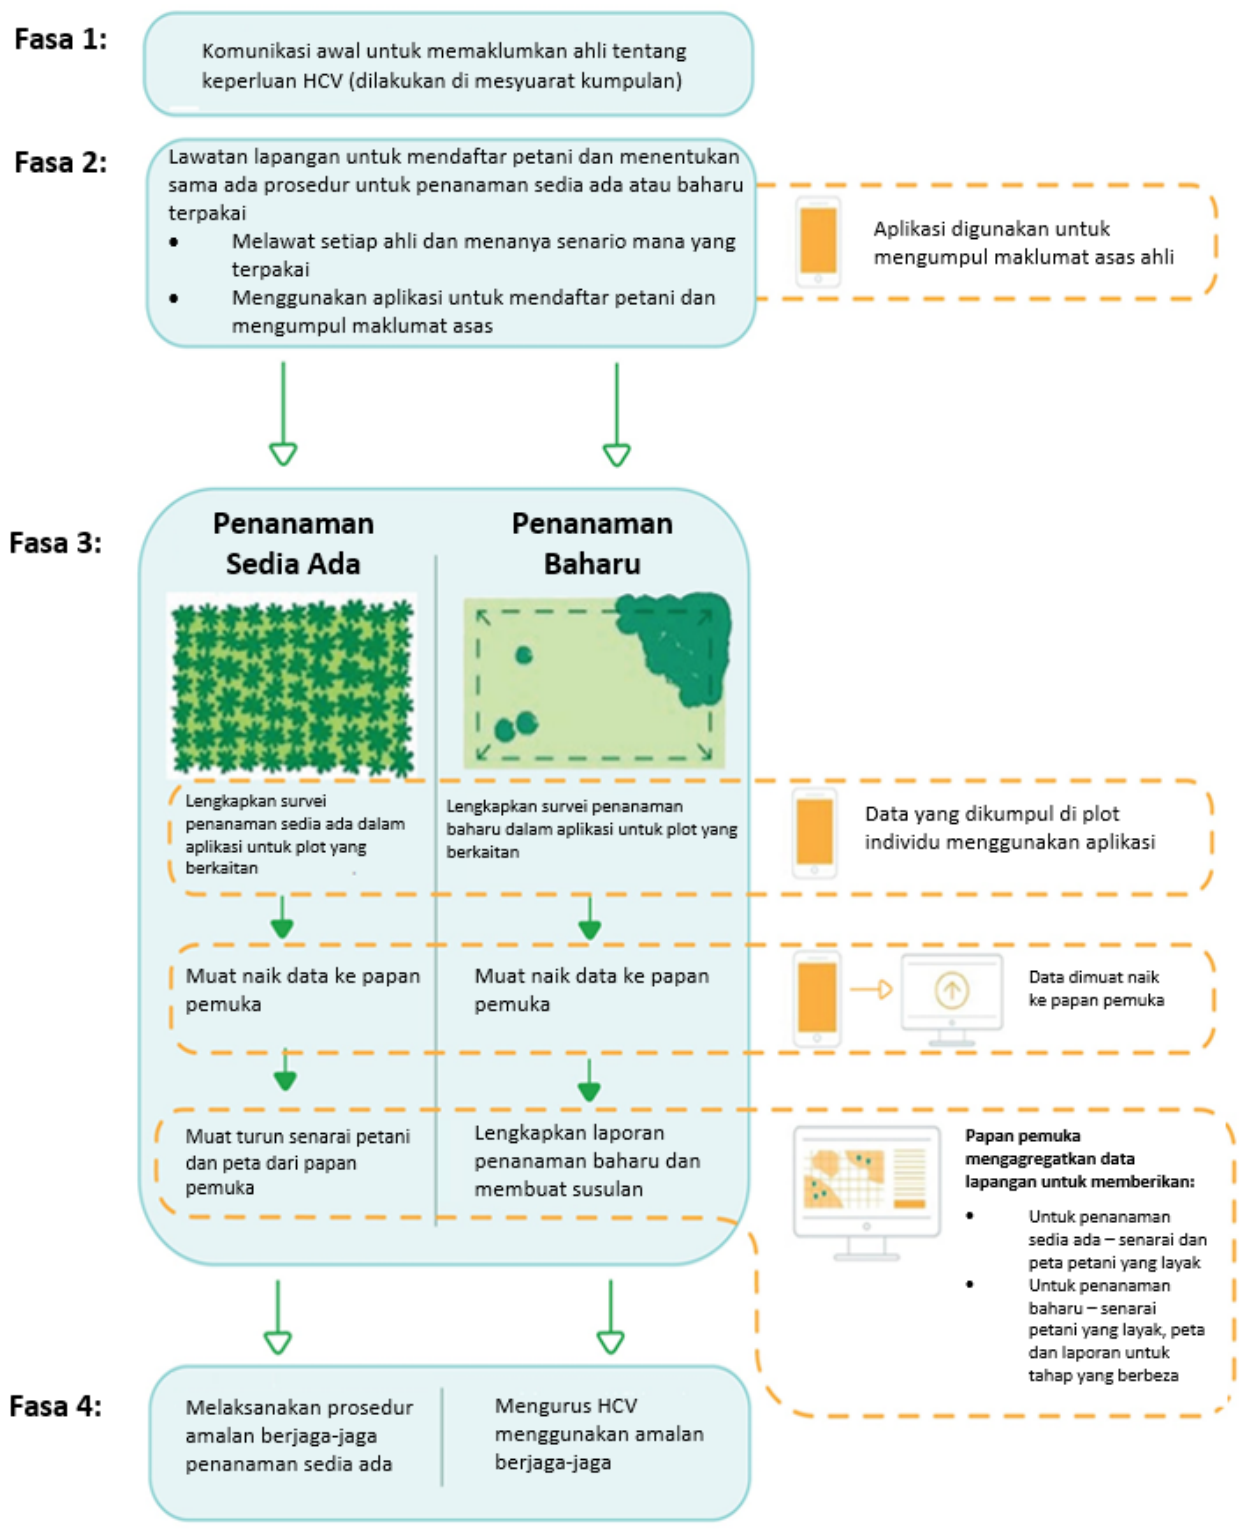 Fasa 1:
Komunikasi awal untuk memaklumkan ahli tentang
keperluan HCV (dilakukan di mesyuarat kumpulan)
Fasa 2:
Lawatan lapangan untuk mendaftar petani dan menentukan
sama ada prosedur untuk penanaman sedia ada atau baharu
terpakai
• Melawat setiap ahli dan menanya senario mana yang
terpakai
• Menggunakan aplikasi untuk mendaftar petani dan
mengumpul maklumat asas
Aplikasi digunakan untuk
mengumpul maklumat asas ahli
Fasa 3:
Penanaman
Sedia Ada
Penanaman
Baharu
Lengkapkan survei
penanaman sedia ada dalam
aplikasi untuk plot yang
berkaitan
Lengkapkan survei penanaman
baharu dalam aplikasi untuk plot yang
berkaitan
Data yang dikumpul di plot
individu menggunakan aplikasi
Muat naik data ke papan
pemuka
Muat naik data ke papan
pemuka
Data dimuat naik
ke papan pemuka
Muat turun senarai petani
dan peta dari papan
pemuka
Lengkapkan laporan
penanaman baharu dan
membuat susulan
Papan pemuka
mengagregatkan data
lapangan untuk memberikan:
• Untuk penanaman
sedia ada – senarai dan
peta petani yang layak
• Untuk penanaman
baharu – senarai
petani yang layak, peta
dan laporan untuk
tahap yang berbeza
Fasa 4:
Melaksanakan prosedur
amalan berjaga-jaga
penanaman sedia ada
Mengurus HCV
menggunakan amalan
berjaga-jaga